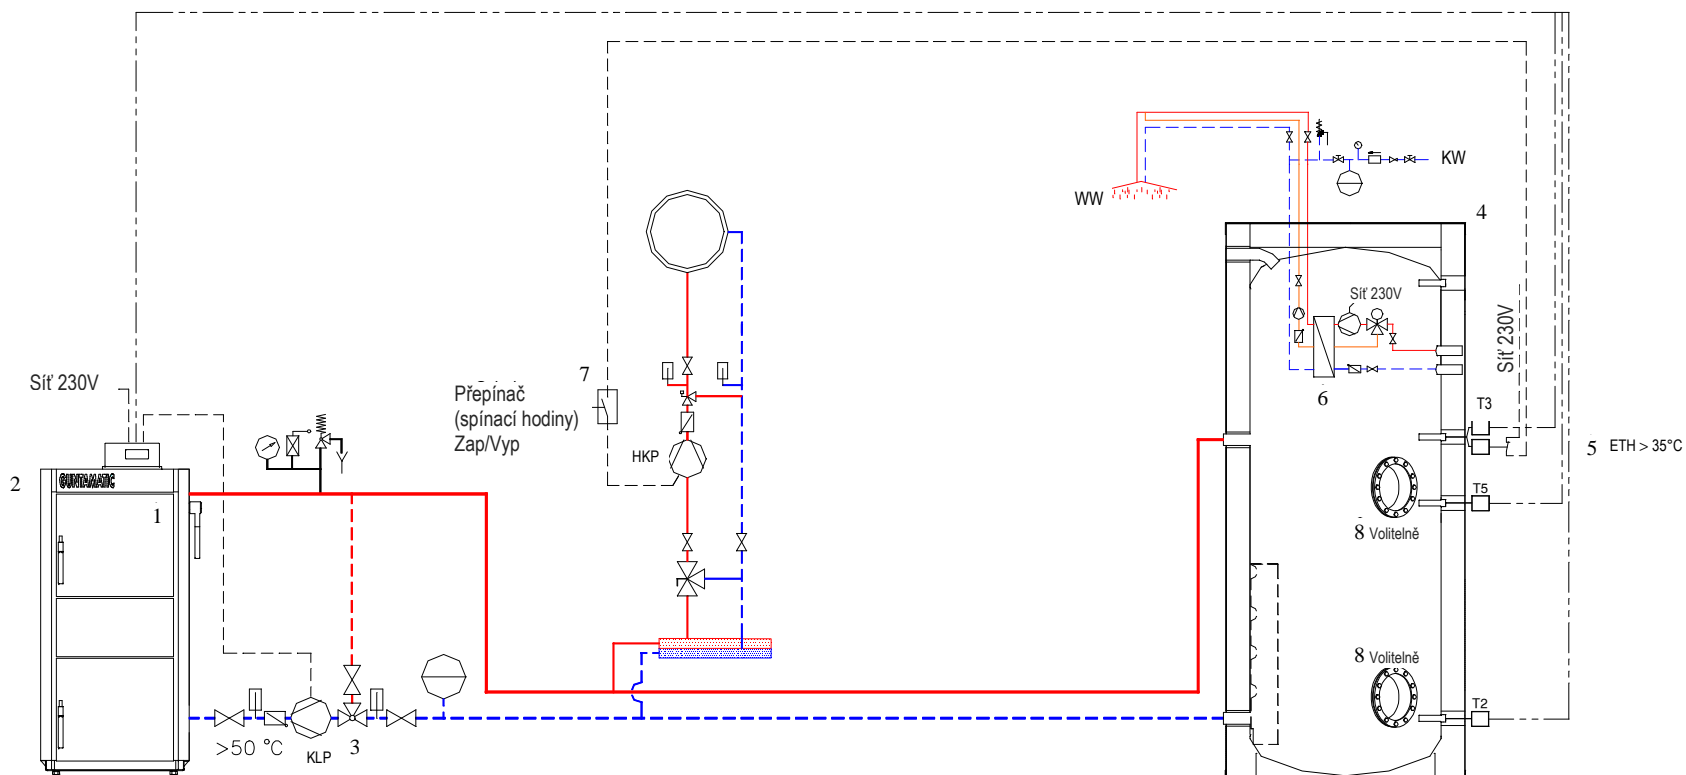 KW
WW
4
Síť 230V
Síť 230V
T3
5 ETH > 35°C
6
T5
8 Volitelně
8 Volitelně
T2
7
Přepínač
(spínací hodiny)
Zap/Vyp
HKP
Síť 230V
2
GUNTAMATIC
1
>50 °C
KLP
3